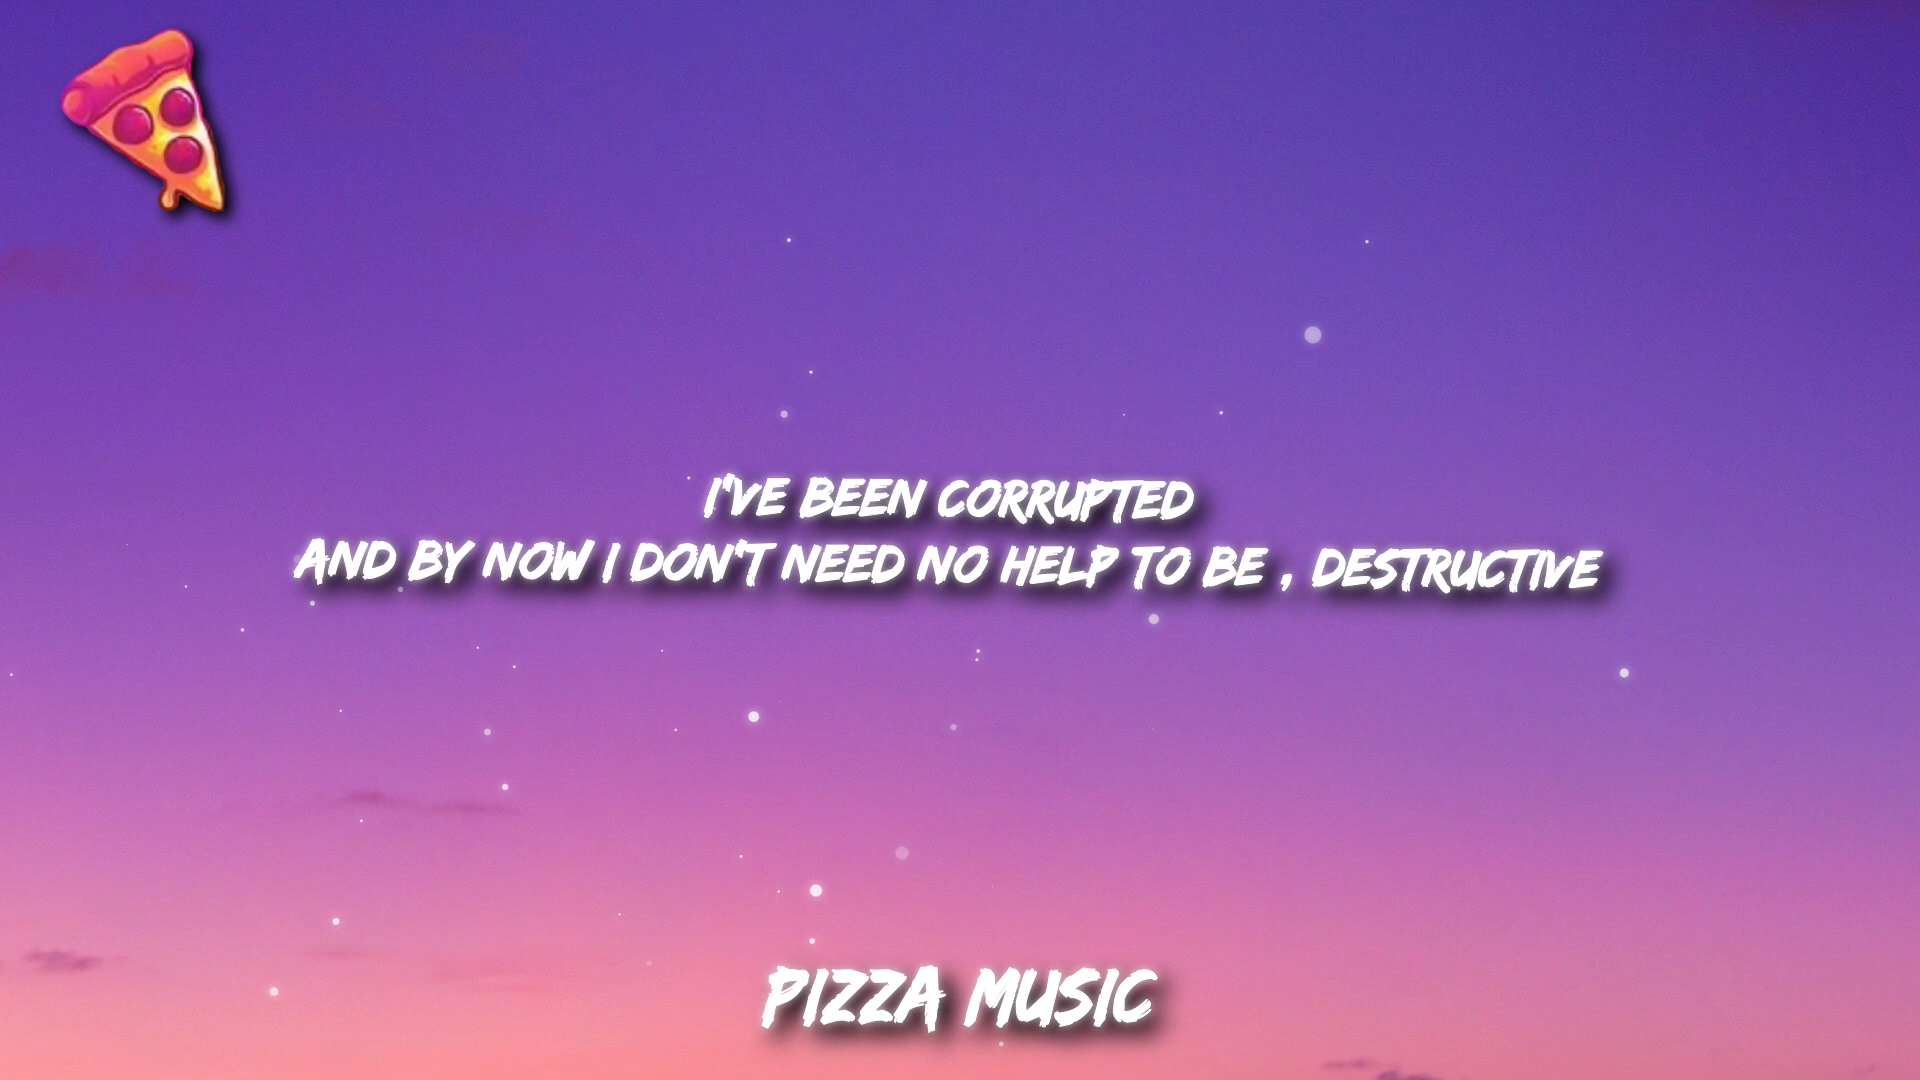 I'VE BEEN CORRUPTED
AND BY NOW I DON'T NEED NO HELP TO BE , DESTRUCTIVE
PIZZA MUSIC